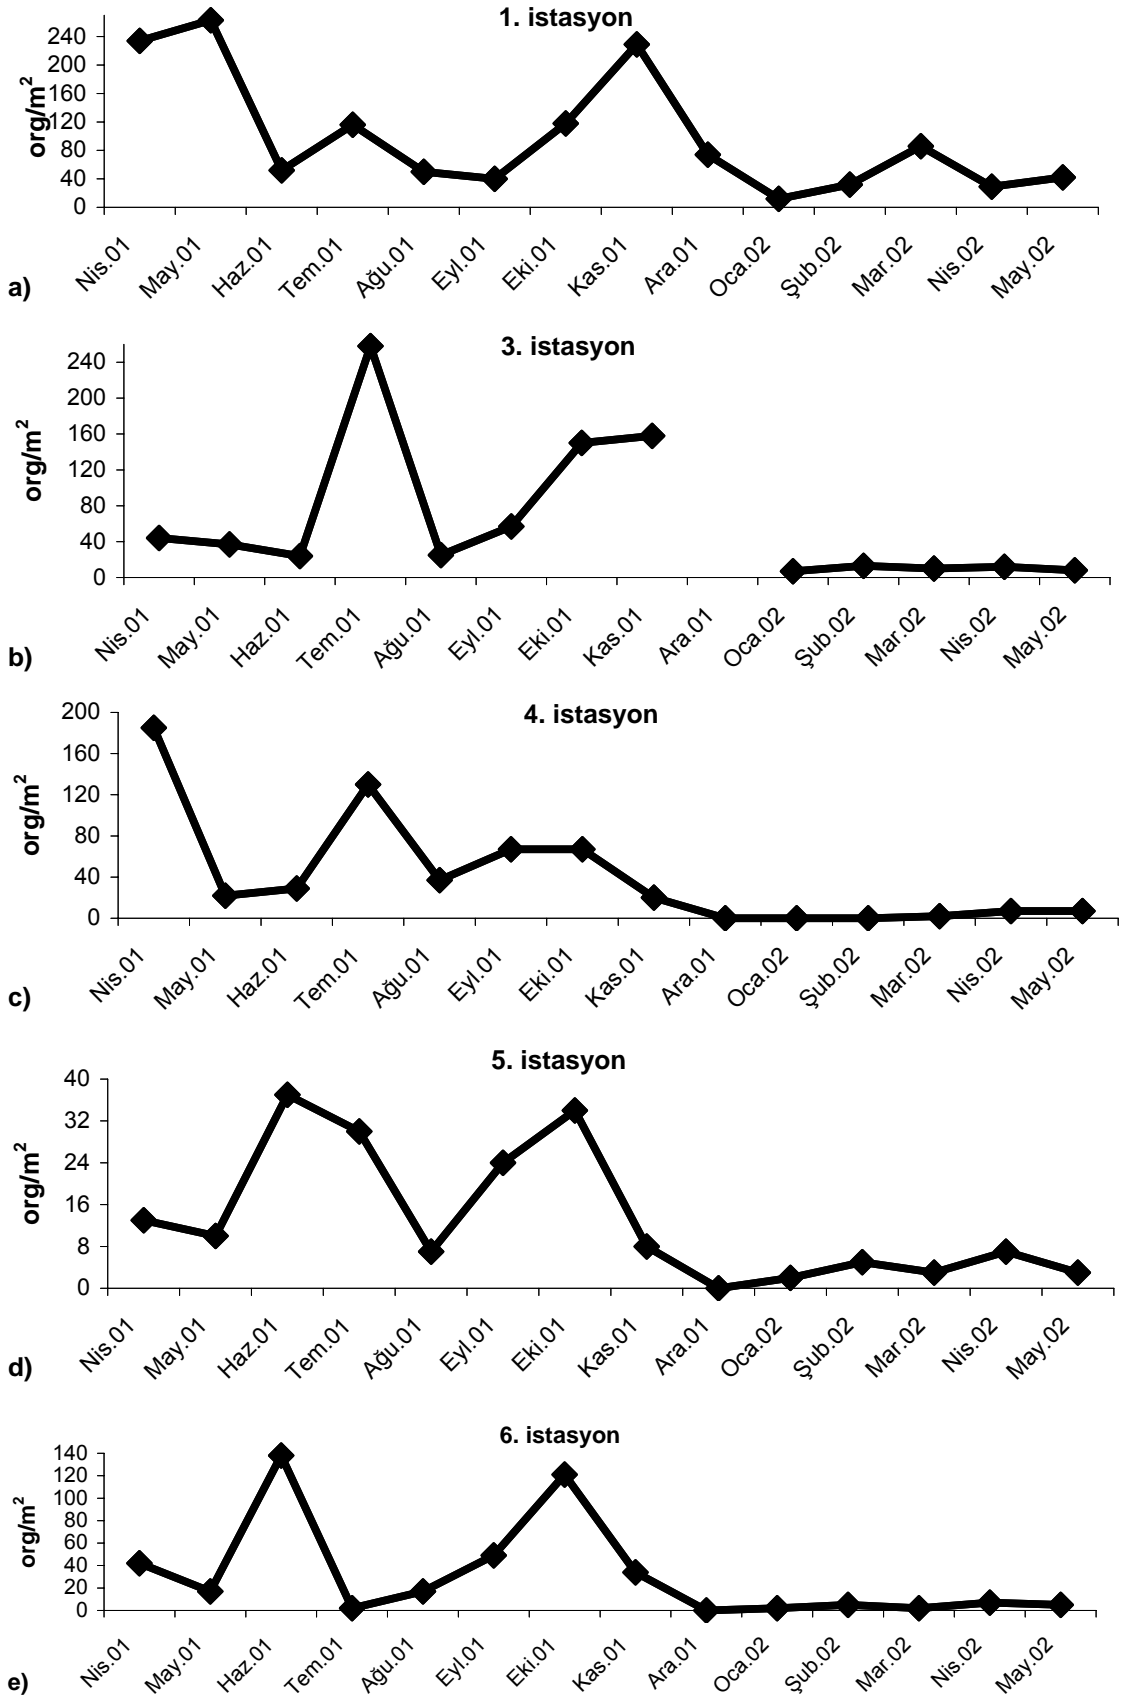 1. istasyon
240
200
160
120
80
40
0
org/m²
Nis.01 May.01 Haz.01 Tem.01 Ağu.01 Eyl.01 Eki.01 Kas.01 Ara.01 Oca.02 Şub.02 Mar.02 Nis.02 May.02
a)
3. istasyon
240
200
160
120
80
40
0
org/m²
Nis.01 May.01 Haz.01 Tem.01 Ağu.01 Eyl.01 Eki.01 Kas.01 Ara.01 Oca.02 Şub.02 Mar.02 Nis.02 May.02
b)
4. istasyon
200
160
120
80
40
0
org/m²
Nis.01 May.01 Haz.01 Tem.01 Ağu.01 Eyl.01 Eki.01 Kas.01 Ara.01 Oca.02 Şub.02 Mar.02 Nis.02 May.02
c)
5. istasyon
40
32
24
16
8
0
org/m²
Nis.01 May.01 Haz.01 Tem.01 Ağu.01 Eyl.01 Eki.01 Kas.01 Ara.01 Oca.02 Şub.02 Mar.02 Nis.02 May.02
d)
6. istasyon
140
120
100
80
60
40
20
0
org/m²
Nis.01 May.01 Haz.01 Tem.01 Ağu.01 Eyl.01 Eki.01 Kas.01 Ara.01 Oca.02 Şub.02 Mar.02 Nis.02 May.02
e)